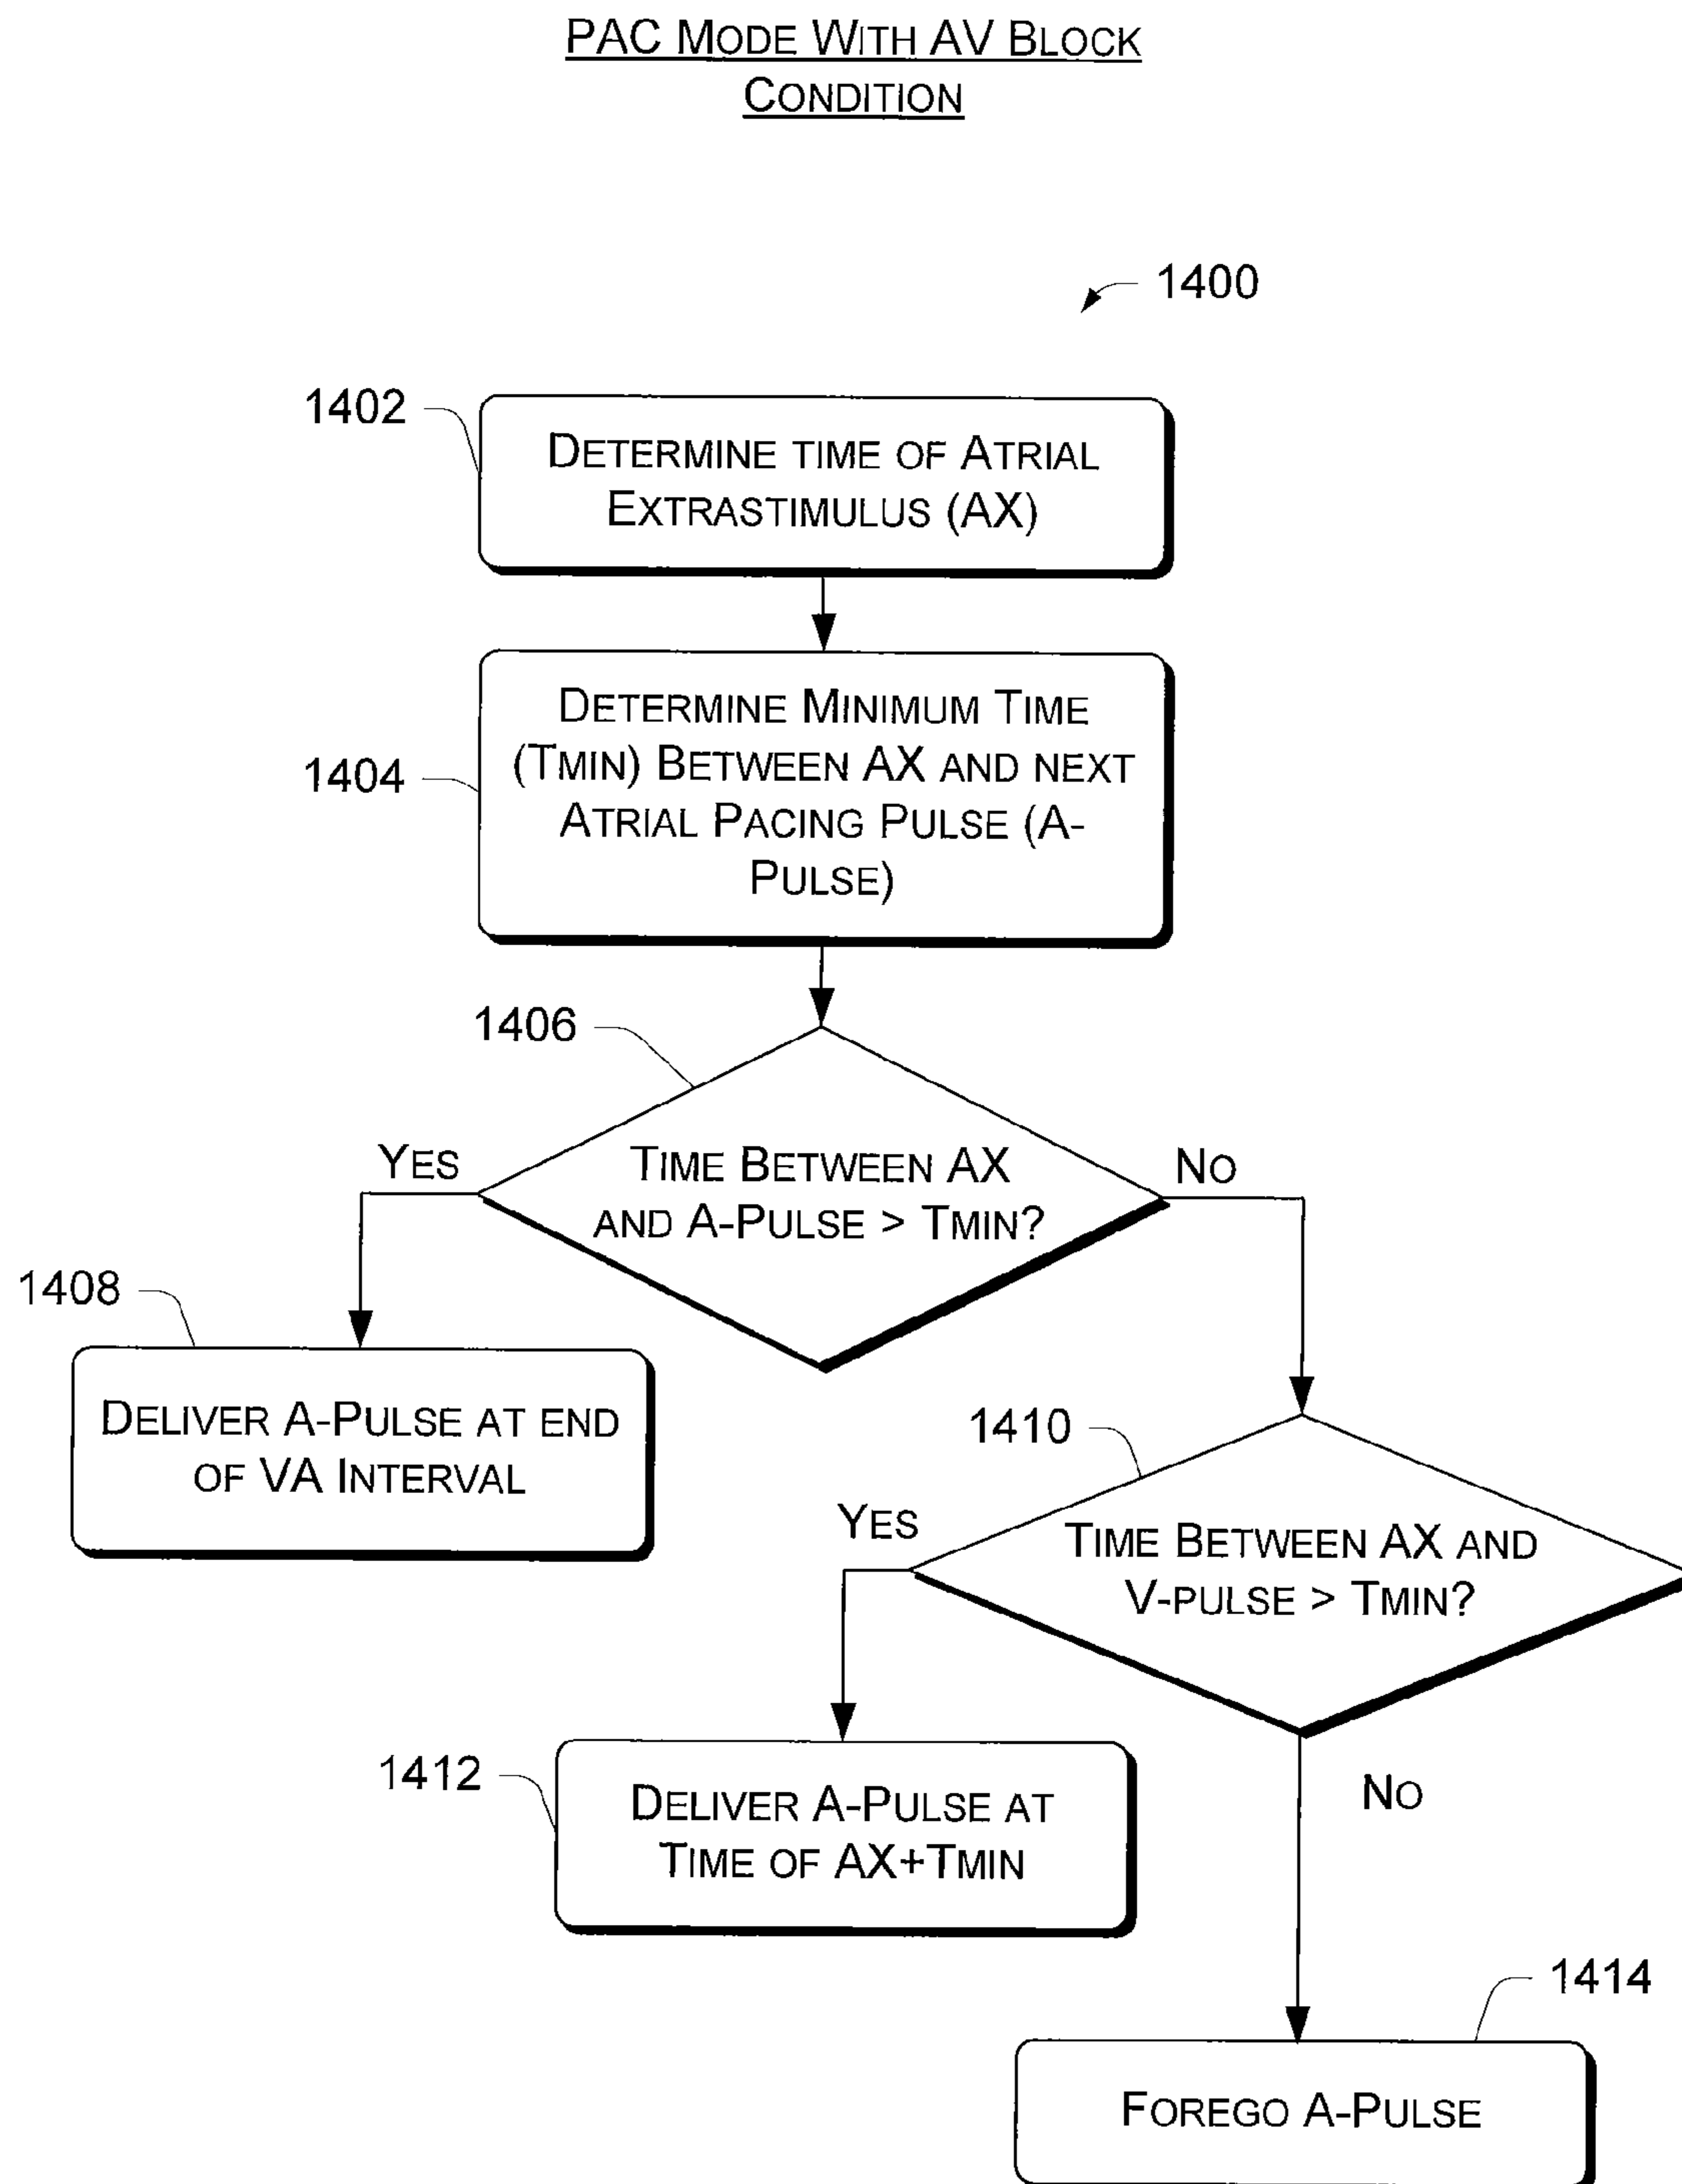 PAC MODE WITH AV BLOCK
CONDITION
1400
1402
DETERMINE TIME OF ATRIAL
EXTRASTIMULUS (AX)
1404
DETERMINE MINIMUM TIME
(TMIN) BETWEEN AX AND NEXT
ATRIAL PACING PULSE (A-
PULSE)
1406
YES
TIME BETWEEN AX
AND A-PULSE > TMIN?
NO
1408
DELIVER A-PULSE AT END
OF VA INTERVAL
1410
YES
TIME BETWEEN AX AND
V-PULSE > TMIN?
1412
DELIVER A-PULSE AT
TIME OF AX+TMIN
NO
1414
FOREGO A-PULSE